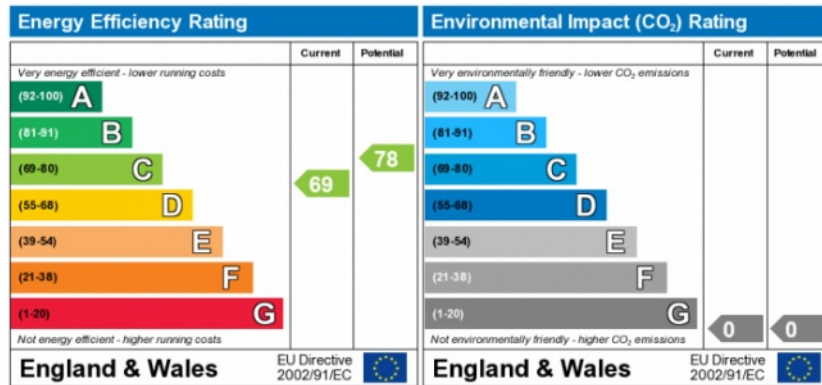 Energy Efficiency Rating
Current Potential
Very energy efficient - lower running costs
(92-100) A
(81-91) B
(69-80) C
(55-68) D
(39-54) E
(21-38) F
(1-20) G
69
78
Not energy efficient - higher running costs
England & Wales
EU Directive
2002/91/EC
Environmental Impact (CO₂) Rating
Current Potential
Very environmentally friendly - lower CO₂ emissions
(92-100) A
(81-91) B
(69-80) C
(55-68) D
(39-54) E
(21-38) F
(1-20) G
0 0
Not environmentally friendly - higher CO₂ emissions
England & Wales
EU Directive
2002/91/EC